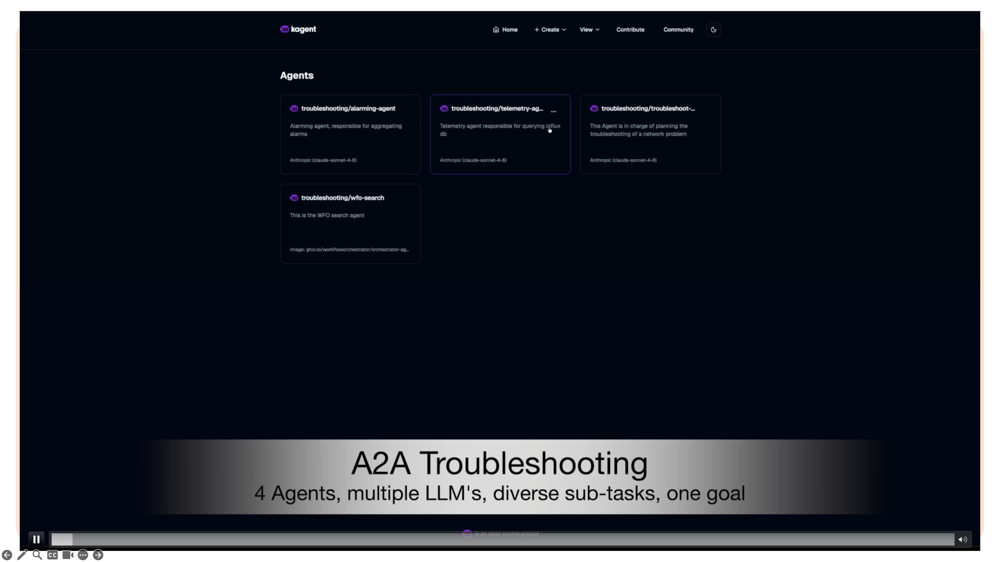 kagent
Home
Create
View
Contribute
Community
Agents
troubleshooting/alarming-agent
Alarming agent, responsible for aggregating
alarms
Anthropic (claude-sonnet-4-6)
troubleshooting/telemetry-ag...
...
Telemetry agent responsible for querying influx
db
Anthropic (claude-sonnet-4-6)
troubleshooting/troubleshoot-...
This Agent is in charge of planning the
troubleshooting of a network problem
Anthropic (claude-sonnet-4-6)
troubleshooting/wfo-search
This is the WFO search agent
Image: ghcr.io/workfloworchestrator/orchestrator-ag...
A2A Troubleshooting
4 Agents, multiple LLM's, diverse sub-tasks, one goal
is an open source project
CC